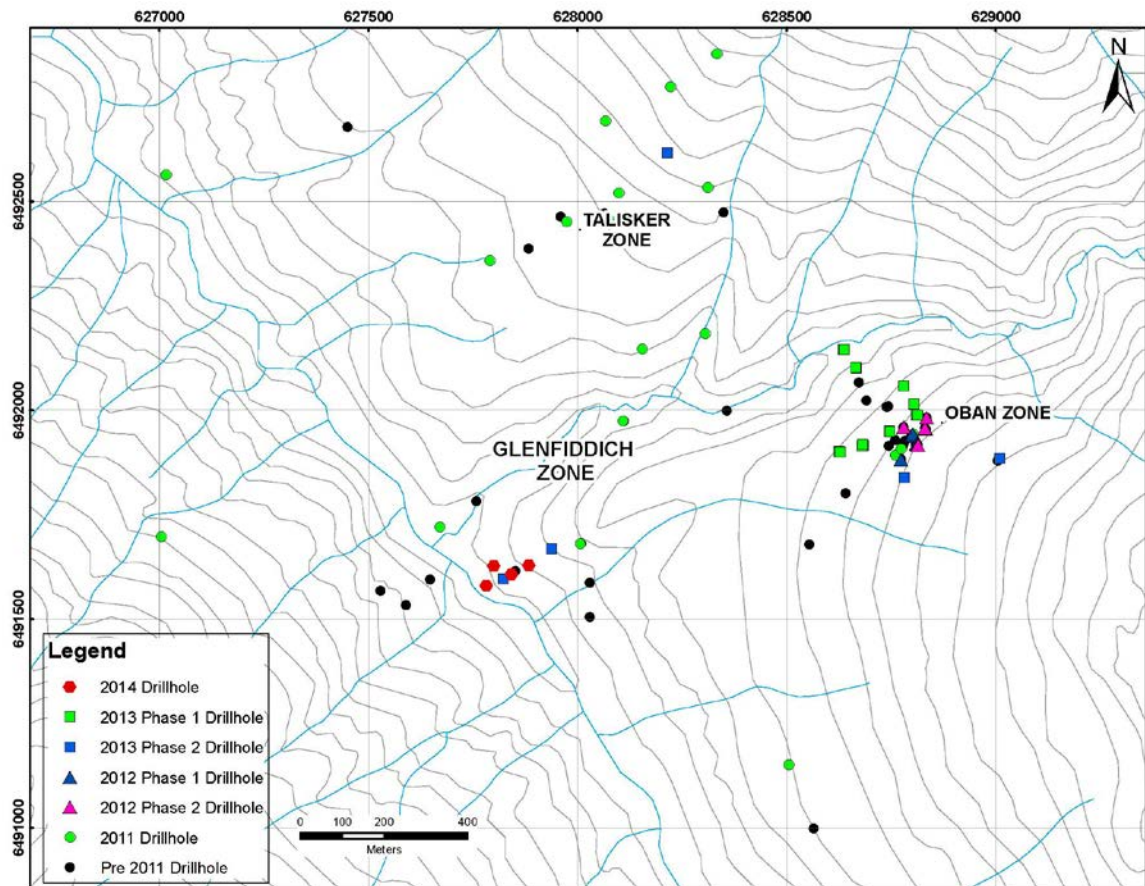 627000 627500 628000 628500 629000
N
6492500
TALISKER
ZONE
6492000
OBAN ZONE
GLENFIDDICH
ZONE
6491500
Legend
2014 Drillhole
2013 Phase 1 Drillhole
2013 Phase 2 Drillhole
2012 Phase 1 Drillhole
2012 Phase 2 Drillhole
2011 Drillhole
Pre 2011 Drillhole
6491000
0 100 200 400
Meters